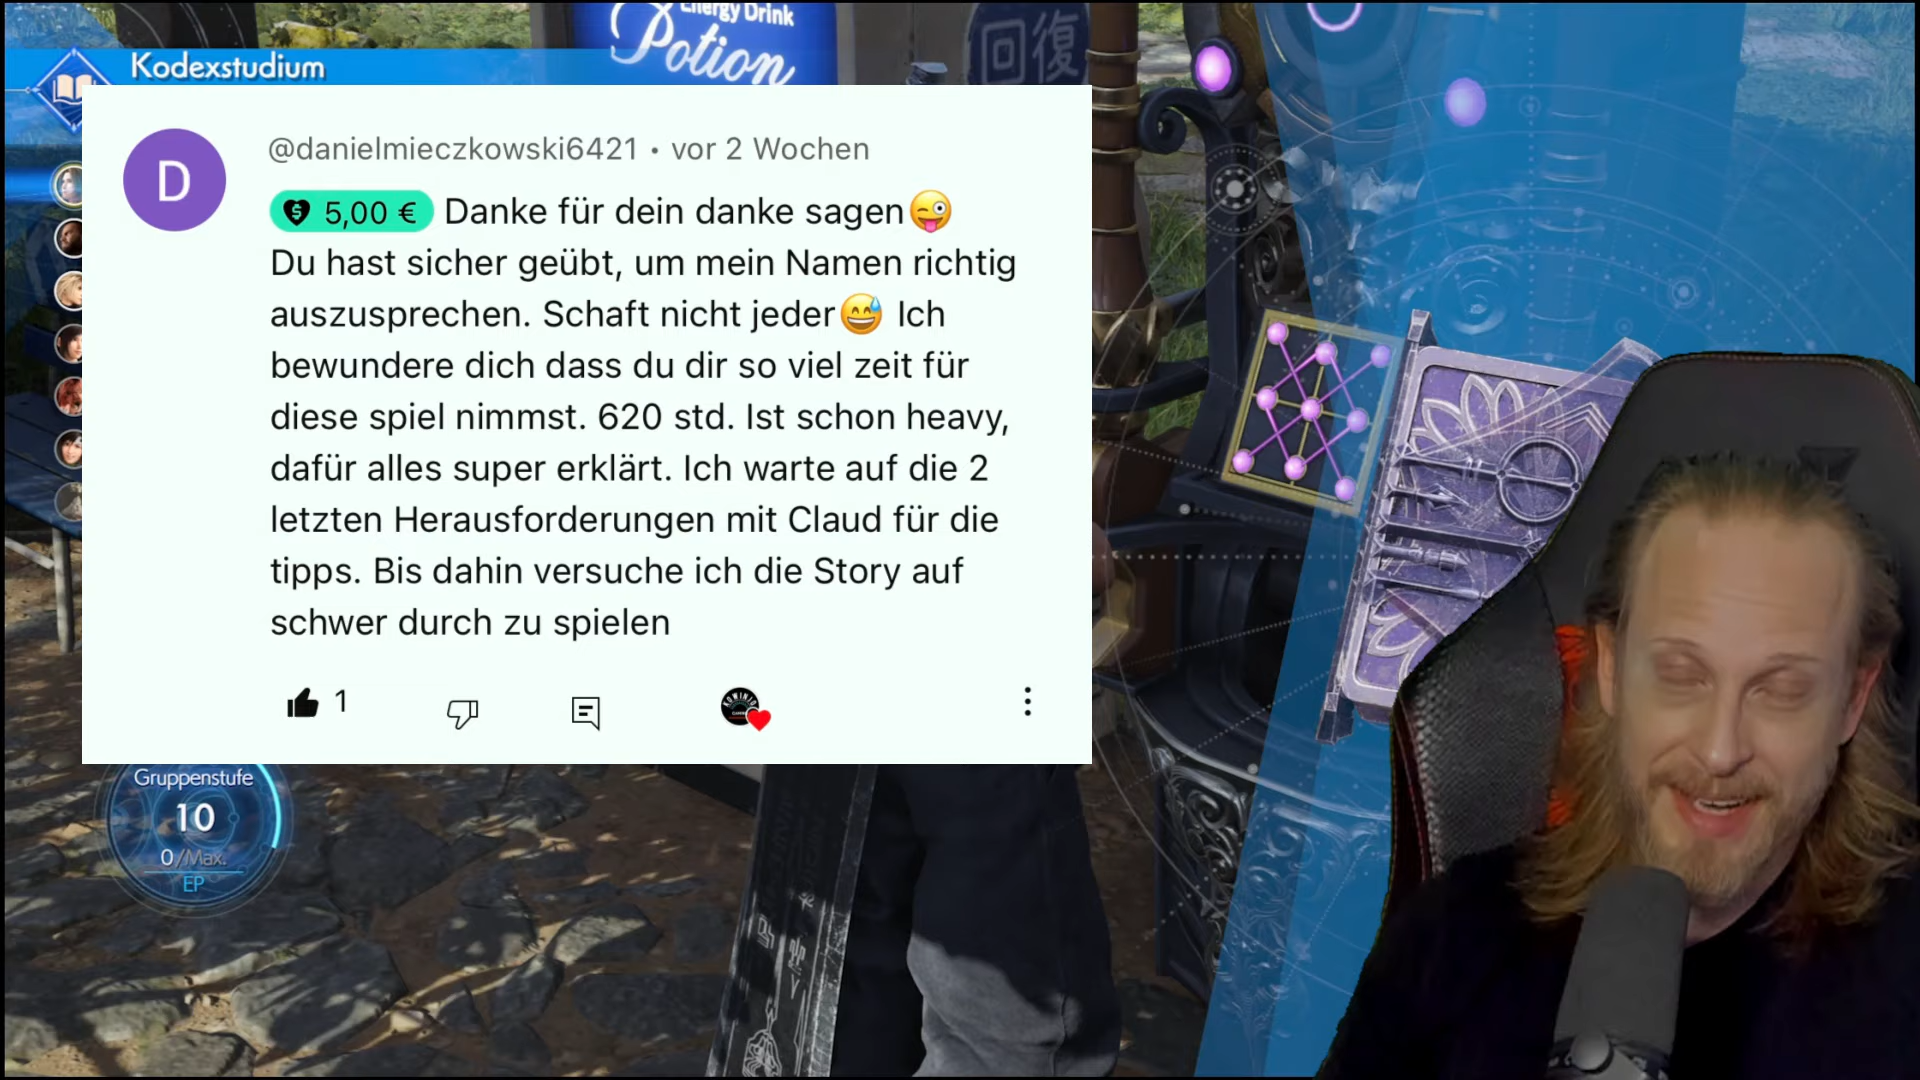 Energy Drink
Potion
回復
Kodexstudium
@danielmieczkowski6421 • vor 2 Wochen
D
5,00 € Danke für dein danke sagen😜
Du hast sicher geübt, um mein Namen richtig
auszusprechen. Schaft nicht jeder😅 Ich
bewundere dich dass du dir so viel zeit für
diese spiel nimmst. 620 std. Ist schon heavy,
dafür alles super erklärt. Ich warte auf die 2
letzten Herausforderungen mit Claud für die
tipps. Bis dahin versuche ich die Story auf
schwer durch zu spielen
1
Gruppenstufe
10
0/Max.
EP